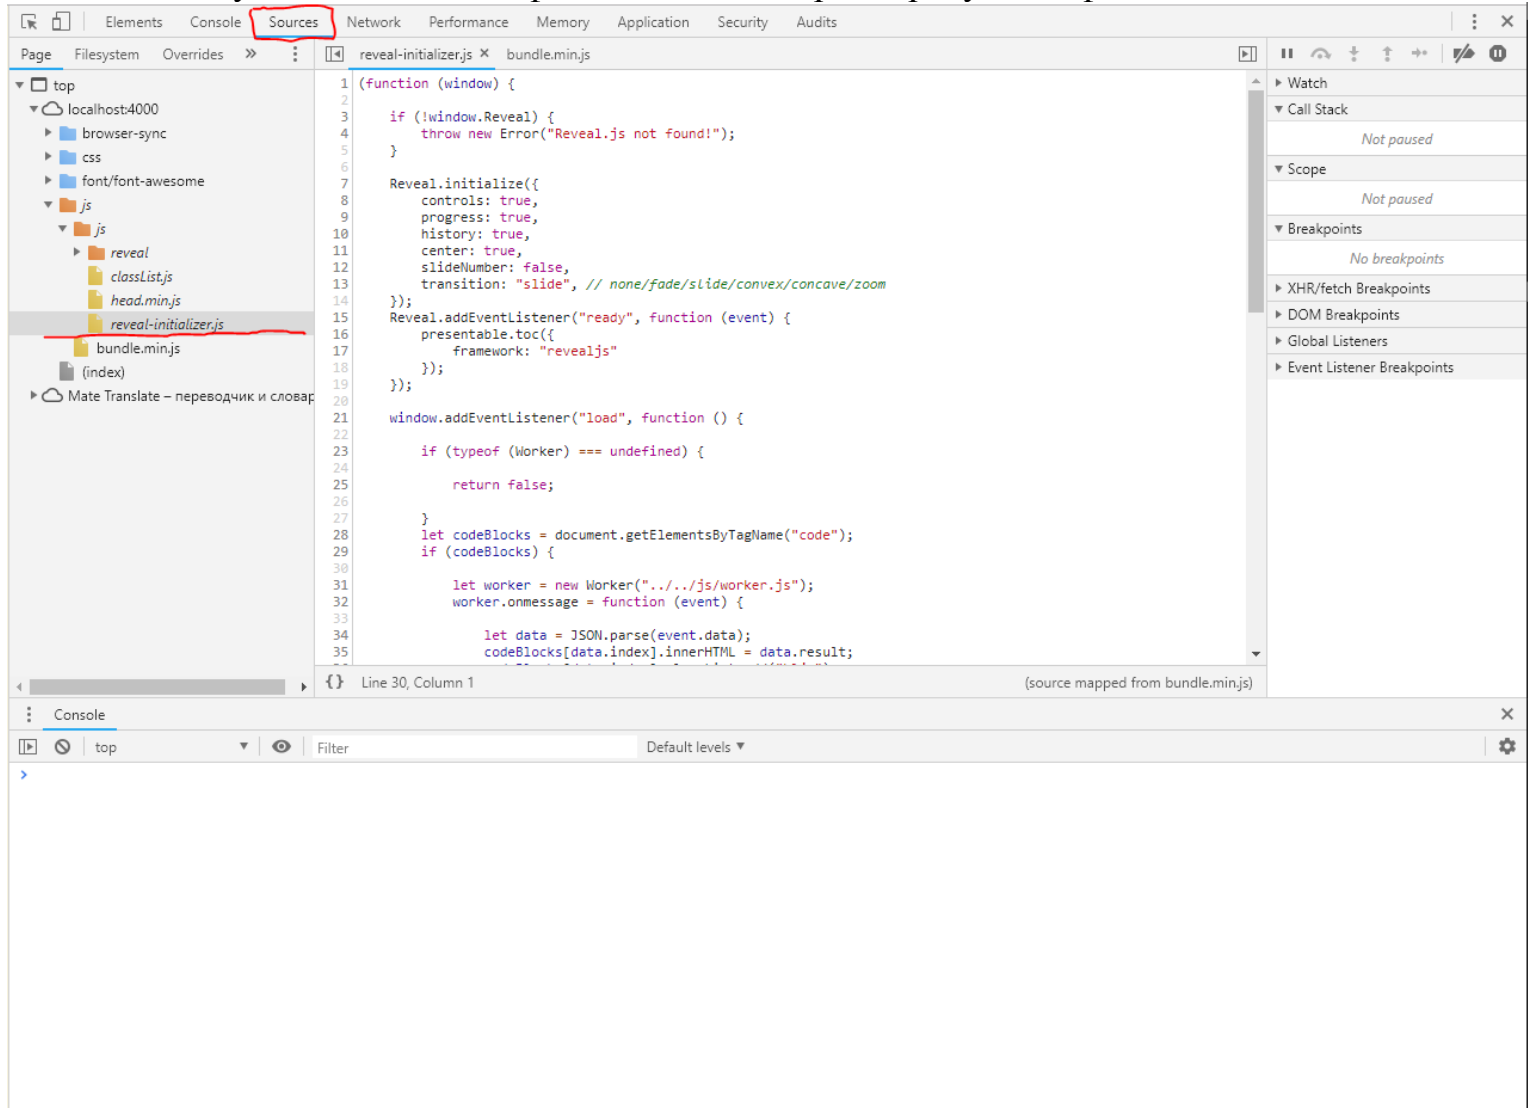 Elements Console Sources Network Performance Memory Application Security Audits
Page Filesystem Overrides »
reveal-initializer.js × bundle.min.js
top
localhost:4000
browser-sync
css
font/font-awesome
js
js
reveal
classList.js
head.min.js
reveal-initializer.js
bundle.min.js
(index)
Mate Translate – переводчик и словар
1 (function (window) {
2
3 if (!window.Reveal) {
4 throw new Error("Reveal.js not found!");
5 }
6
7 Reveal.initialize({
8 controls: true,
9 progress: true,
10 history: true,
11 center: true,
12 slideNumber: false,
13 transition: "slide", // none/fade/slide/convex/concave/zoom
14 });
15 Reveal.addEventListener("ready", function (event) {
16 presentable.toc({
17 framework: "revealjs"
18 });
19 });
20
21 window.addEventListener("load", function () {
22
23 if (typeof (Worker) === undefined) {
24
25 return false;
26
27 }
28 let codeBlocks = document.getElementsByTagName("code");
29 if (codeBlocks) {
30
31 let worker = new Worker("../../js/worker.js");
32 worker.onmessage = function (event) {
33
34 let data = JSON.parse(event.data);
35 codeBlocks[data.index].innerHTML = data.result;
{} Line 30, Column 1 (source mapped from bundle.min.js)
Watch
Call Stack
Not paused
Scope
Not paused
Breakpoints
No breakpoints
XHR/fetch Breakpoints
DOM Breakpoints
Global Listeners
Event Listener Breakpoints
Console
top Filter Default levels